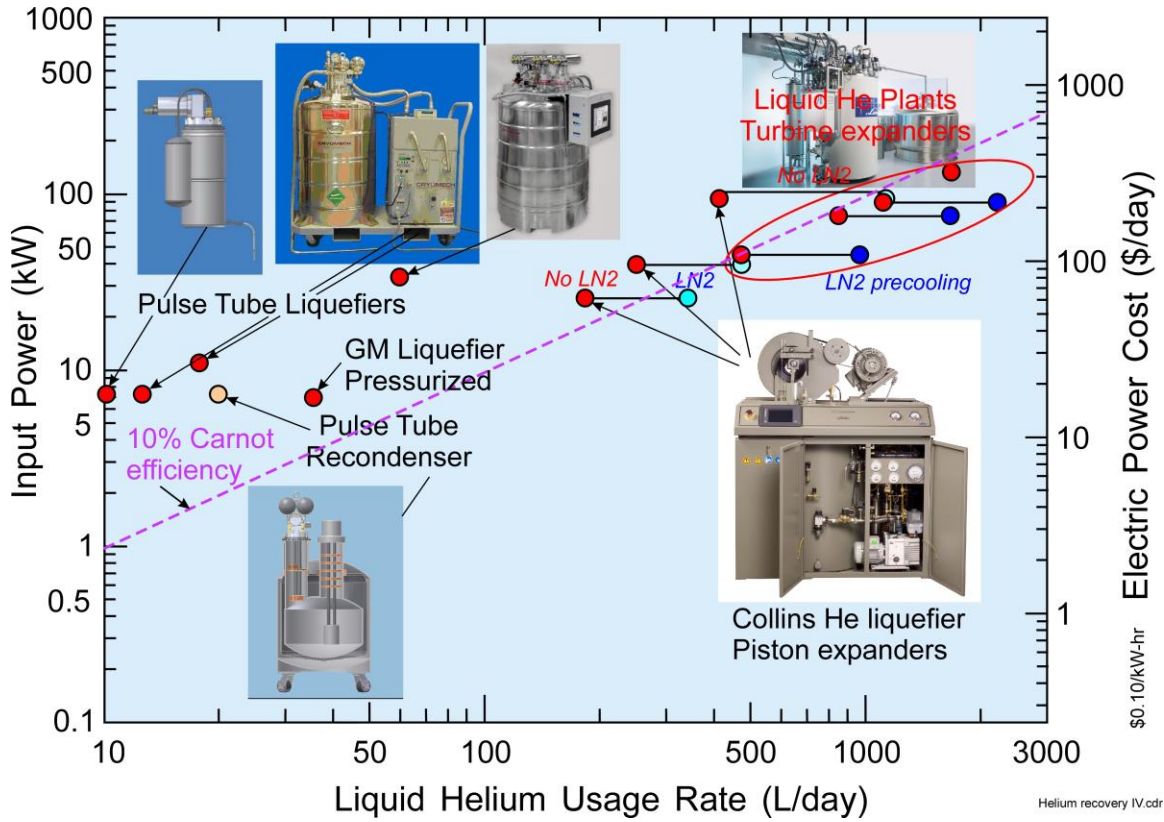 1000
500
100
50
10
5
1
0.5
0.1
Input Power (kW)
10
50
100
500
1000
3000
Liquid Helium Usage Rate (L/day)
1000
100
10
1
Electric Power Cost ($/day)
$0.10/kW-hr
Liquid He Plants
Turbine expanders
No LN2
Pulse Tube Liquefiers
No LN2
LN2
LN2 precooling
GM Liquefier
Pressurized
Pulse Tube
Recondenser
10% Carnot
efficiency
CRYOMECH
Collins He liquefier
Piston expanders
Helium recovery IV.cdr